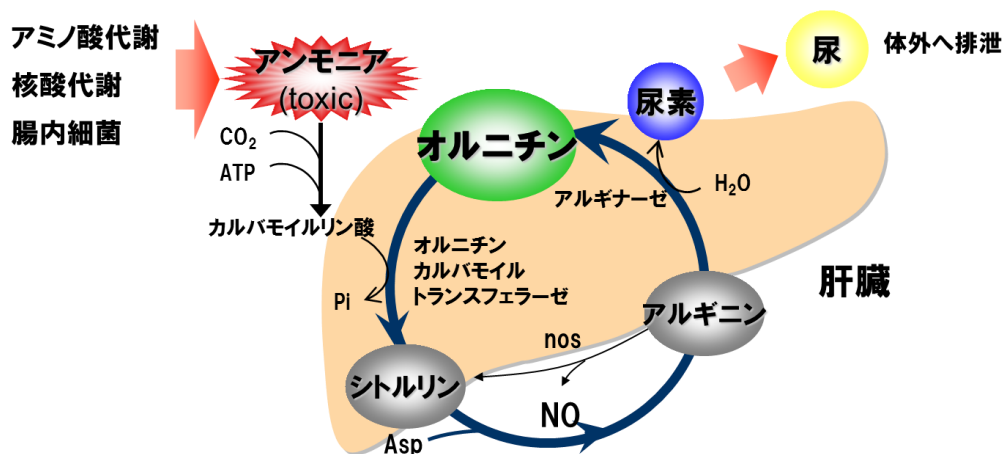 アミノ酸代謝
核酸代謝
腸内細菌
アンモニア
(toxic)
CO₂
ATP
カルバモイルリン酸
Pi
オルニチン
オルニチン
カルバモイル
トランスフェラーゼ
シトルリン
Asp
nos
NO
アルギニン
アルギナーゼ
H₂O
尿素
尿
体外へ排泄
肝臓